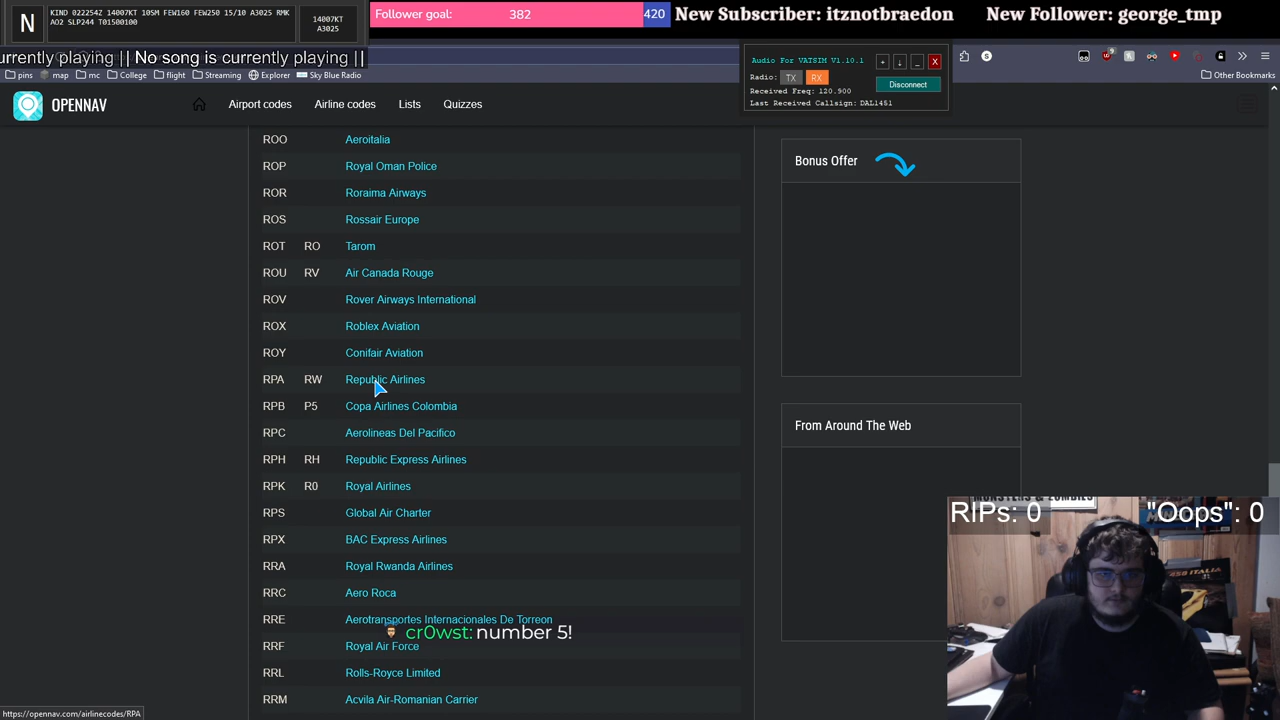 N
KIND 022254Z 14007KT 10SM FEW160 FEW250 15/10 A3025 RMK
AO2 SLP244 T01500100
14007KT
A3025
Follower goal:
382
420
New Subscriber: itznotbraedon
New Follower: george_tmp
urrently playing || No song is currently playing ||
pins
map
mc
College
flight
Streaming
Explorer
Sky Blue Radio
Other Bookmarks
Audio For VATSIM V1.10.1
+
↓
_
X
Radio:
TX
RX
Disconnect
Received Freq: 120.900
Last Received Callsign: DAL1451
S
9
OPENNAV
Airport codes
Airline codes
Lists
Quizzes
ROO Aeroitalia
ROP Royal Oman Police
ROR Roraima Airways
ROS Rossair Europe
ROT RO Tarom
ROU RV Air Canada Rouge
ROV Rover Airways International
ROX Roblex Aviation
ROY Conifair Aviation
RPA RW Republic Airlines
RPB P5 Copa Airlines Colombia
RPC Aerolineas Del Pacifico
RPH RH Republic Express Airlines
RPK R0 Royal Airlines
RPS Global Air Charter
RPX BAC Express Airlines
RRA Royal Rwanda Airlines
RRC Aero Roca
RRE Aerotransportes Internacionales De Torreon
cr0wst: number 5!
RRF Royal Air Force
RRL Rolls-Royce Limited
RRM Acvila Air-Romanian Carrier
Bonus Offer
From Around The Web
RIPs: 0
"Oops": 0
https://opennav.com/airlinecodes/RPA